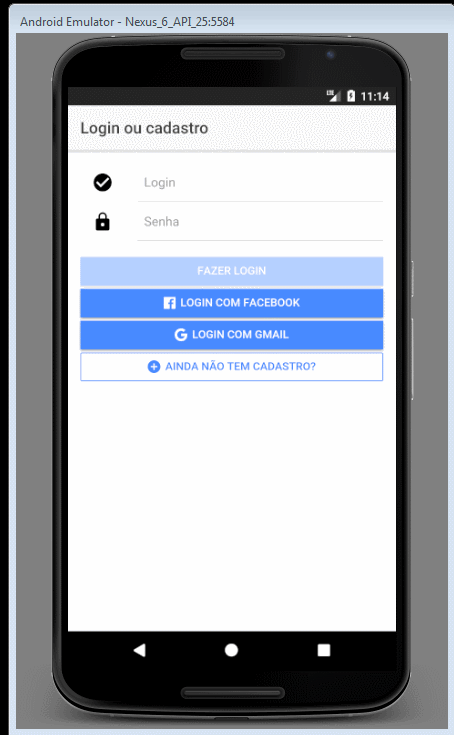 Android Emulator - Nexus_6_API_25:5584
LTE 11:14
Login ou cadastro
Login
Senha
FAZER LOGIN
LOGIN COM FACEBOOK
LOGIN COM GMAIL
AINDA NÃO TEM CADASTRO?